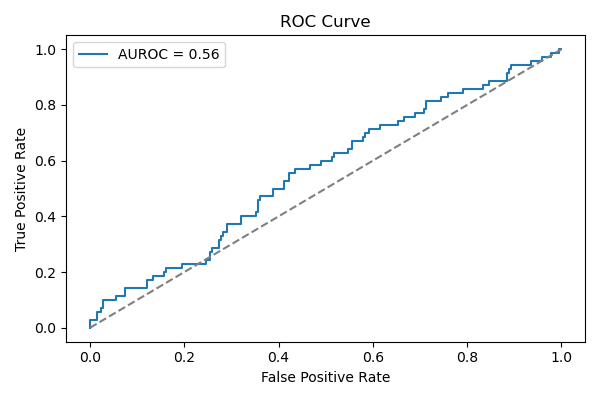 ROC Curve
AUROC = 0.56
True Positive Rate
1.0
0.8
0.6
0.4
0.2
0.0
0.0 0.2 0.4 0.6 0.8 1.0
False Positive Rate